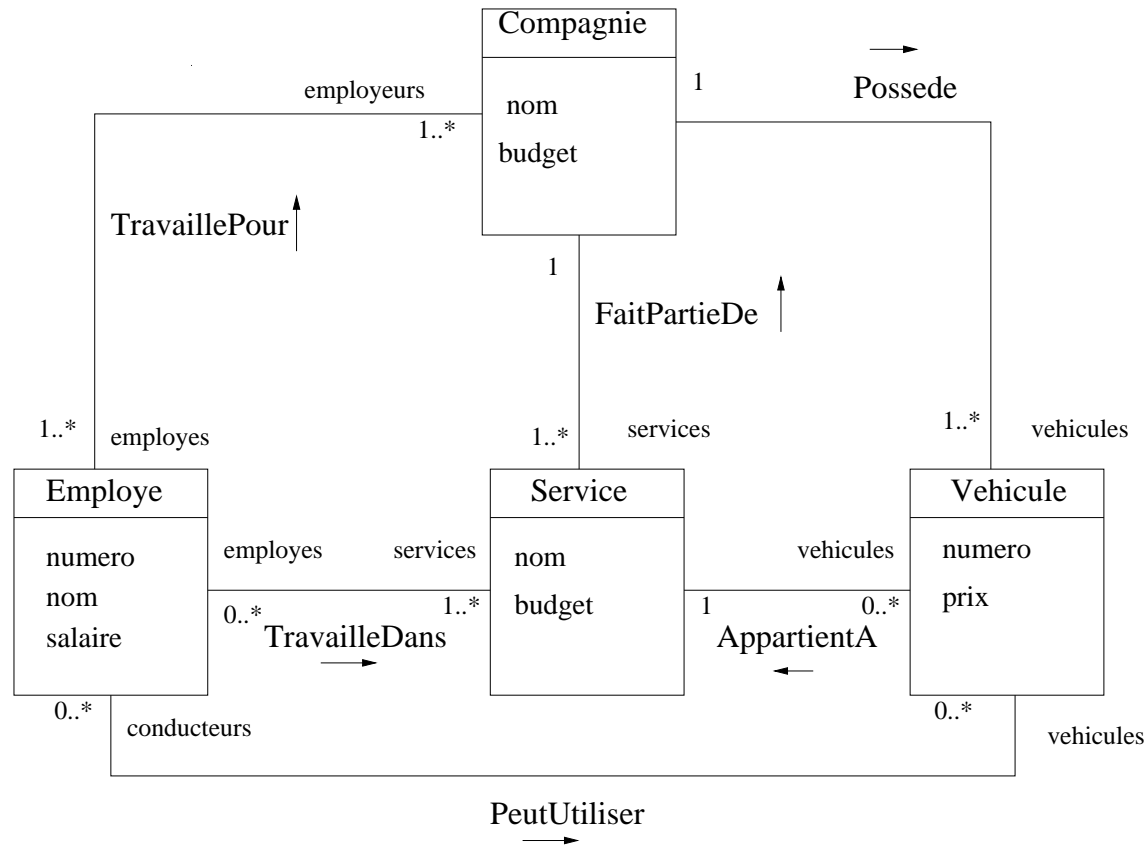 Compagnie
employeurs
1
Possede
1..*
nom
budget
TravaillePour
1
FaitPartieDe
1..*
employes
1..*
services
1..*
vehicules
Employe
Service
Vehicule
numero
nom
salaire
employes
services
0..*
1..*
nom
budget
vehicules
1
0..*
numero
prix
TravailleDans
AppartientA
0..*
conducteurs
0..*
vehicules
PeutUtiliser